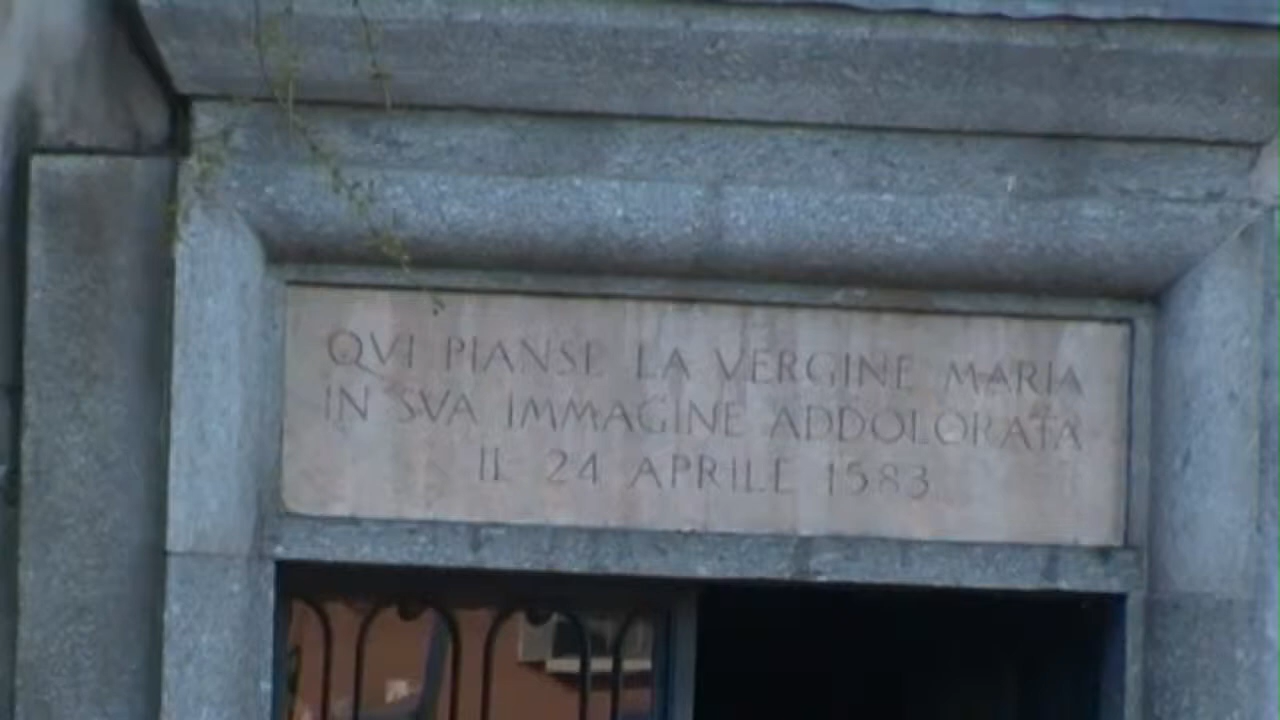 QVI PIANSE LA VERGINE MARIA
IN SVA IMMAGINE ADDOLORATA
IL 24 APRILE 1583